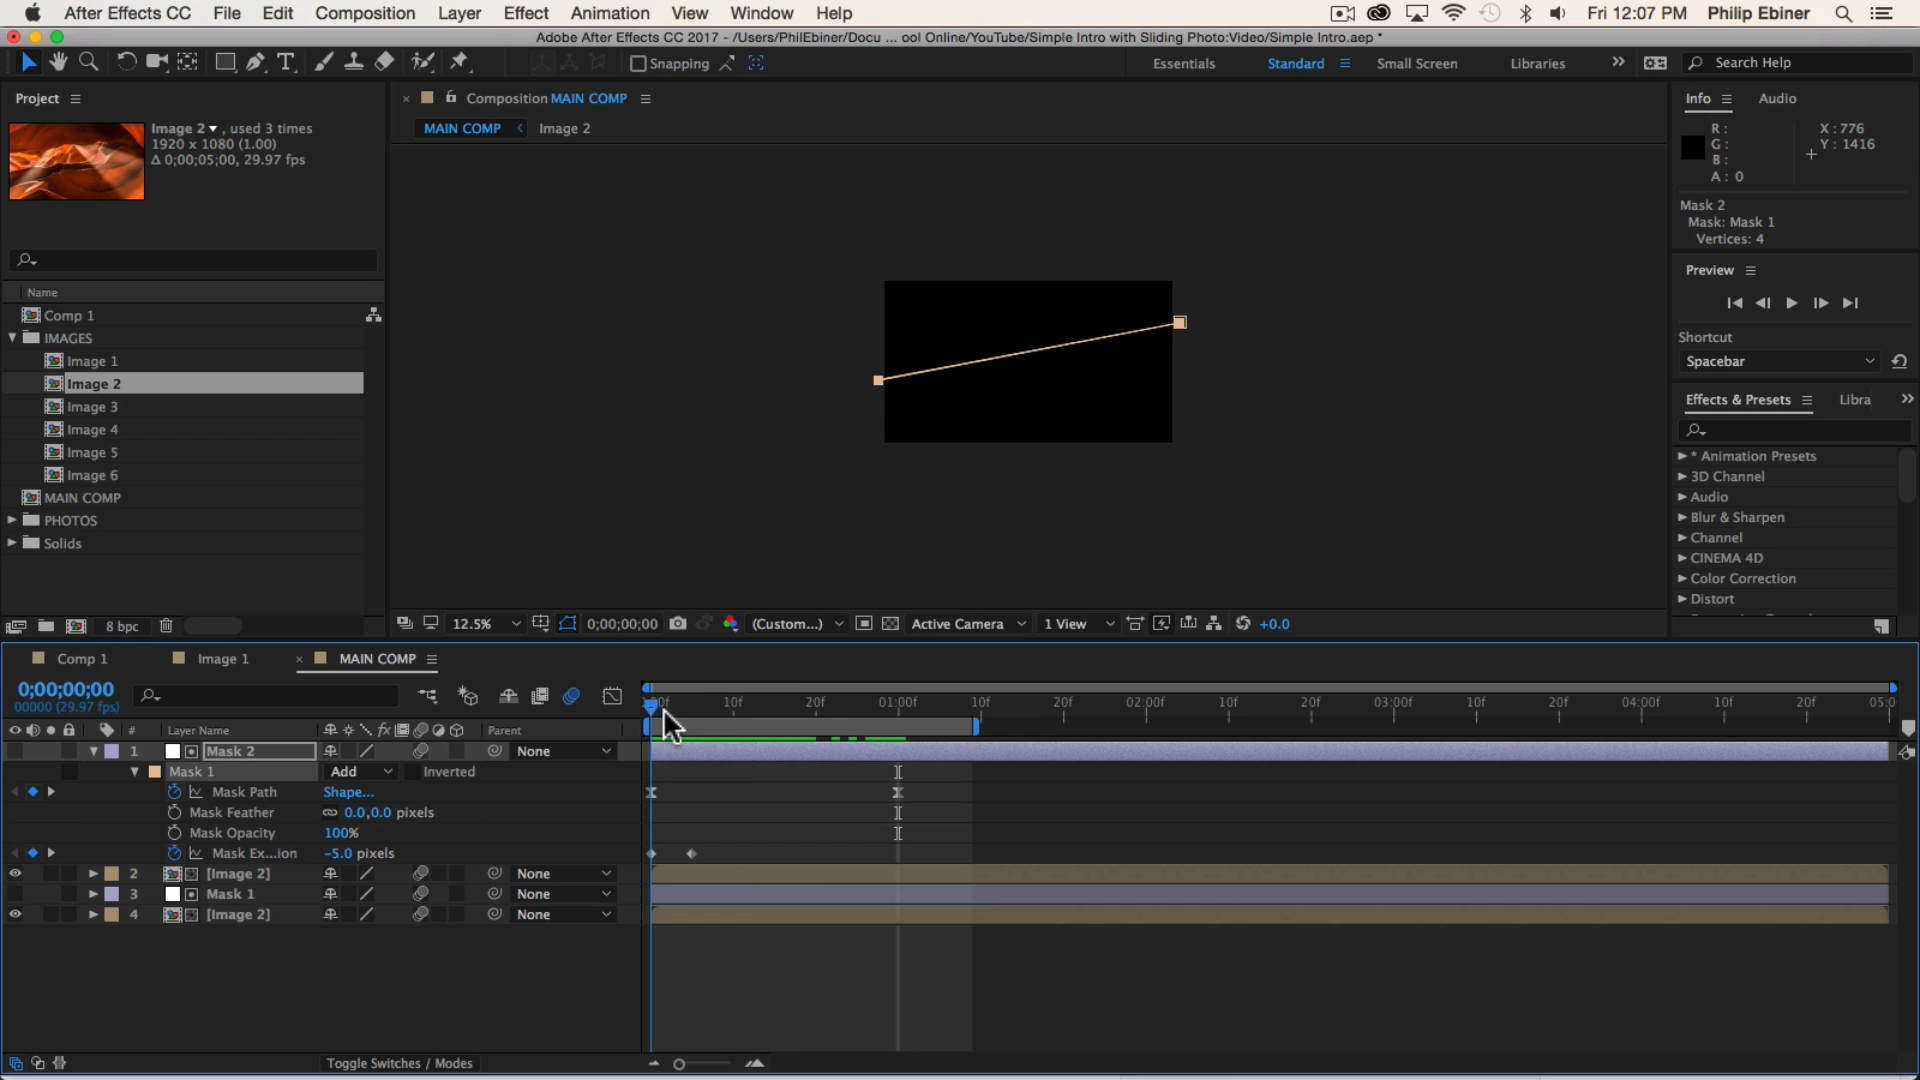 After Effects CC File Edit Composition Layer Effect Animation View Window Help Fri 12:07 PM Philip Ebiner
Adobe After Effects CC 2017 - /Users/PhilEbiner/Docu ... ool Online/YouTube/Simple Intro with Sliding Photo:Video/Simple Intro.aep *
Snapping Essentials Standard Small Screen Libraries Search Help
Project
Image 2 , used 3 times
1920 x 1080 (1.00)
Δ 0;00;05;00, 29.97 fps
Name
Comp 1
IMAGES
Image 1
Image 2
Image 3
Image 4
Image 5
Image 6
MAIN COMP
PHOTOS
Solids
8 bpc
Composition MAIN COMP
MAIN COMP Image 2
12.5% 0;00;00;00 (Custom...) Active Camera 1 View +0.0
Info Audio
R : X : 776
G : Y : 1416
B :
A : 0
Mask 2
Mask: Mask 1
Vertices: 4
Preview
Shortcut
Spacebar
Effects & Presets Libra
* Animation Presets
3D Channel
Audio
Blur & Sharpen
Channel
CINEMA 4D
Color Correction
Distort
Comp 1 Image 1 MAIN COMP
0;00;00;00
00000 (29.97 fps)
10f 20f 01:00f 10f 20f 02:00f 10f 20f 03:00f 10f 20f 04:00f 10f 20f 05:0
# Layer Name fx Parent
1 Mask 2 None
Mask 1 Add Inverted
Mask Path Shape...
Mask Feather 0.0,0.0 pixels
Mask Opacity 100%
Mask Ex...ion -5.0 pixels
2 [Image 2] None
3 Mask 1 None
4 [Image 2] None
Toggle Switches / Modes